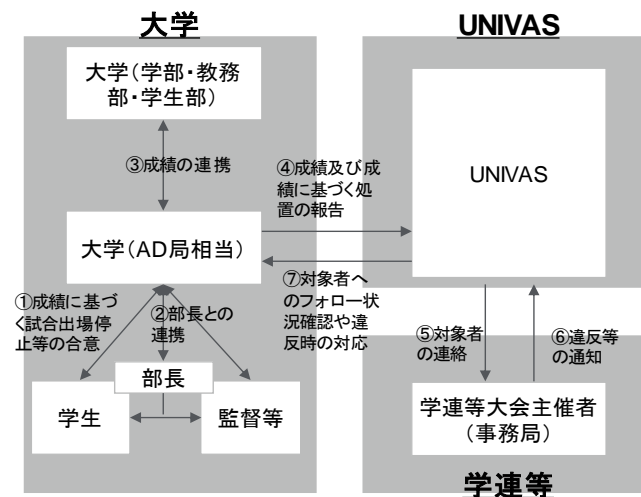 大学
UNIVAS
大学(学部・教務
部・学生部)
③成績の連携
④成績及び成
績に基づく処
置の報告
UNIVAS
大学(AD局相当)
①成績に基づ
く試合出場停
止等の合意
②部長との
連携
⑦対象者へ
のフォロー状
況確認や違
反時の対応
⑤対象者
の連絡
⑥違反等
の通知
部長
学生
監督等
学連等大会主催者
(事務局)
学連等